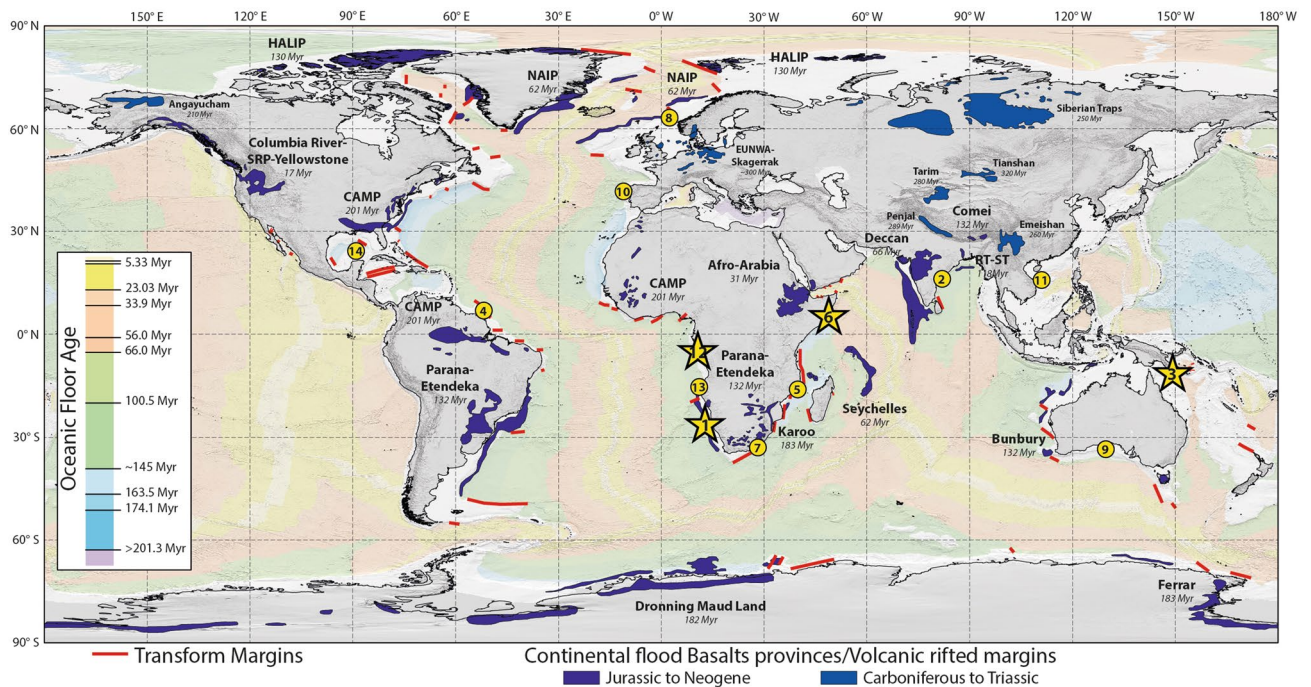 150°E
120°W
90°E
60°W
30°W
0°W
30°E
60°E
90°W
120°W
150°W
180°W
90°N
60°N
30°N
0°N
30°S
60°S
90°S
HALIP
130 Myr
NAIP
62 Myr
NAIP
62 Myr
HALIP
130 Myr
Angayucham
210 Myr
Siberian Traps
250 Myr
8
Columbia River-
SRP-Yellowstone
17 Myr
EUNWA-
Skagerrak
~300 Myr
Tianshan
320 Myr
Tarim
280 Myr
10
CAMP
201 Myr
Penjal
289 Myr
Comei
132 Myr
Emeishan
260 Myr
14
Deccan
66 Myr
Afro-Arabia
31 Myr
RT-ST
118 Myr
2
11
CAMP
201 Myr
CAMP
201 Myr
4
6
12
Parana-
Etendeka
132 Myr
Parana-
Etendeka
132 Myr
3
13
5
Seychelles
62 Myr
1
7
Karoo
183 Myr
Bunbury
132 Myr
9
Dronning Maud Land
182 Myr
Ferrar
183 Myr
Oceanic Floor Age
5.33 Myr
23.03 Myr
33.9 Myr
56.0 Myr
66.0 Myr
100.5 Myr
~145 Myr
163.5 Myr
174.1 Myr
>201.3 Myr
Transform Margins
Continental flood Basalts provinces/Volcanic rifted margins
Jurassic to Neogene
Carboniferous to Triassic